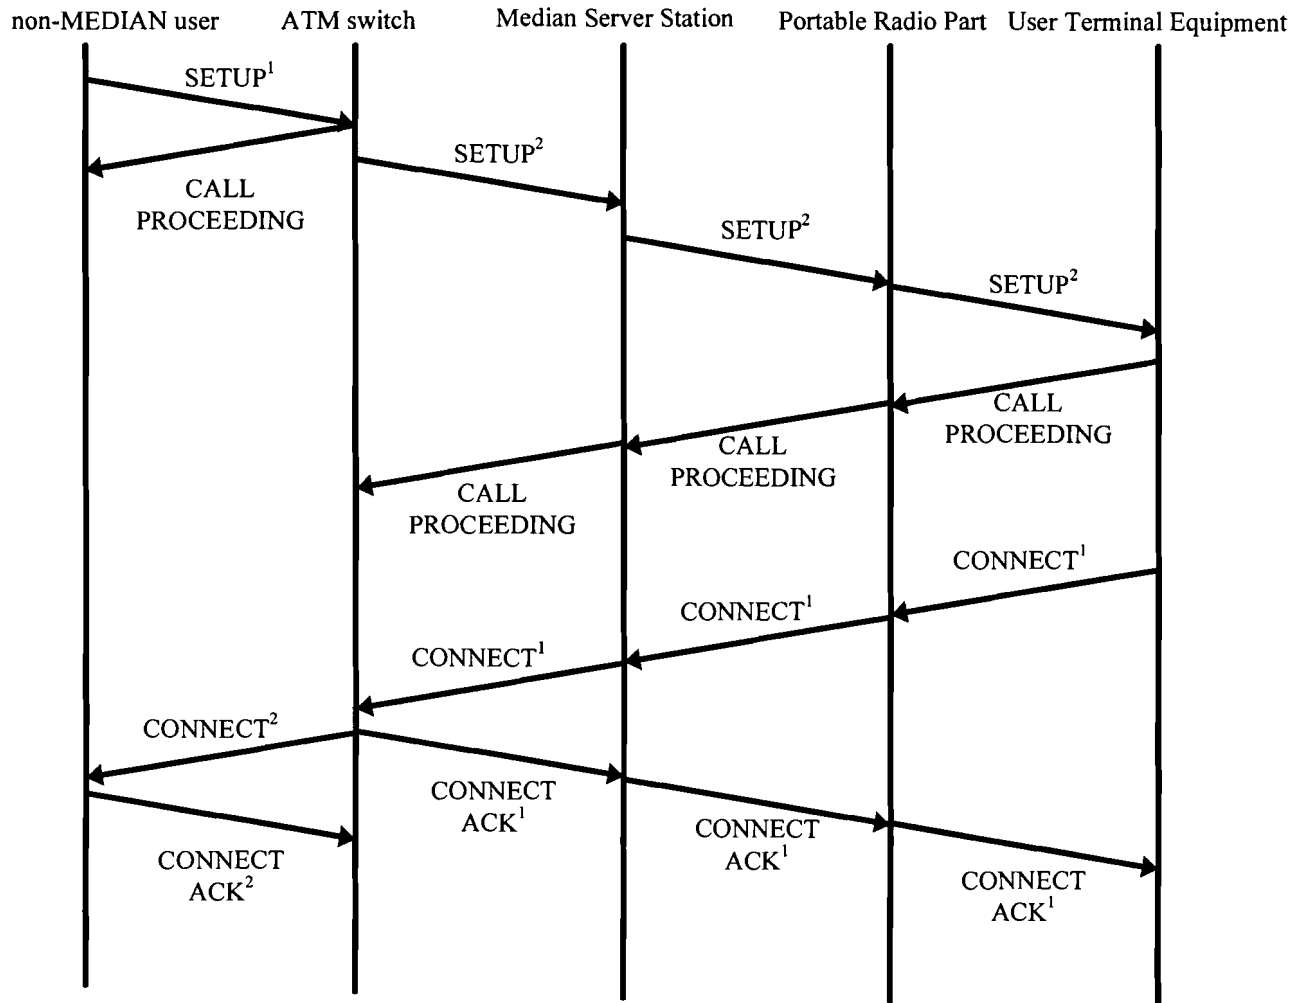 non-MEDIAN user
ATM switch
Median Server Station
Portable Radio Part
User Terminal Equipment
SETUP¹
CALL
PROCEEDING
SETUP²
SETUP²
SETUP²
CALL
PROCEEDING
CALL
PROCEEDING
CALL
PROCEEDING
CONNECT¹
CONNECT¹
CONNECT¹
CONNECT²
CONNECT
ACK¹
CONNECT
ACK¹
CONNECT
ACK²
CONNECT
ACK¹